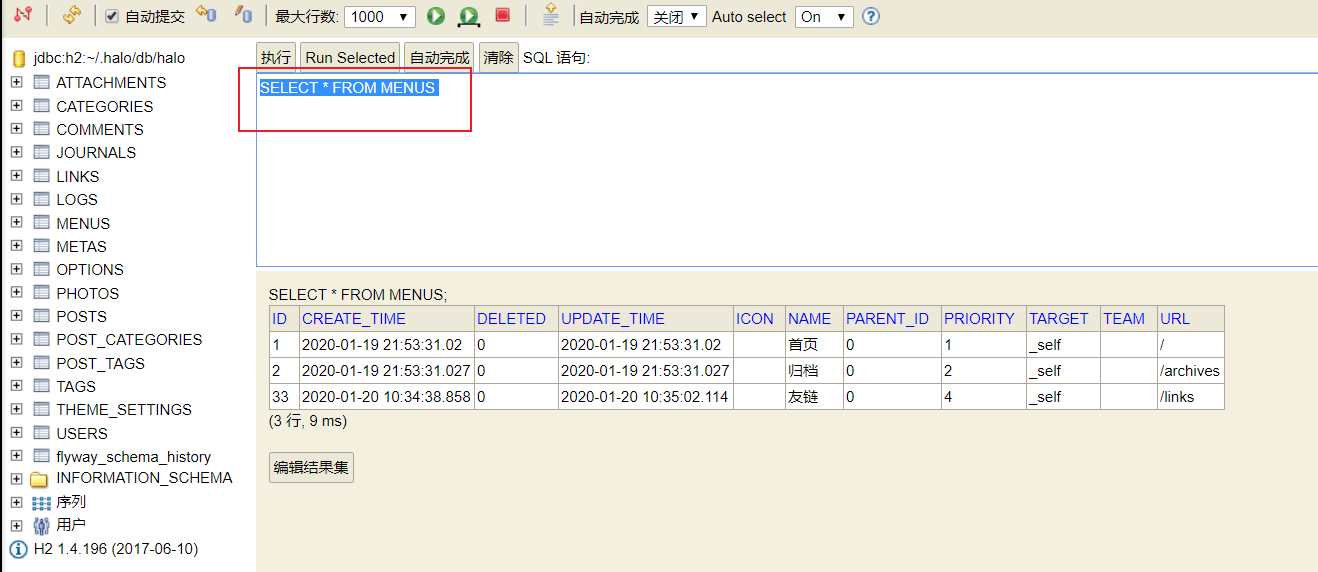 自动提交 最大行数: 1000 自动完成 关闭 Auto select On
jdbc:h2:~/.halo/db/halo
ATTACHMENTS
CATEGORIES
COMMENTS
JOURNALS
LINKS
LOGS
MENUS
METAS
OPTIONS
PHOTOS
POSTS
POST_CATEGORIES
POST_TAGS
TAGS
THEME_SETTINGS
USERS
flyway_schema_history
INFORMATION_SCHEMA
序列
用户
H2 1.4.196 (2017-06-10)
执行 Run Selected 自动完成 清除 SQL 语句:
SELECT * FROM MENUS
SELECT * FROM MENUS;
ID CREATE_TIME DELETED UPDATE_TIME ICON NAME PARENT_ID PRIORITY TARGET TEAM URL
1 2020-01-19 21:53:31.02 0 2020-01-19 21:53:31.02 首页 0 1 _self /
2 2020-01-19 21:53:31.027 0 2020-01-19 21:53:31.027 归档 0 2 _self /archives
33 2020-01-20 10:34:38.858 0 2020-01-20 10:35:02.114 友链 0 4 _self /links
(3 行, 9 ms)
编辑结果集